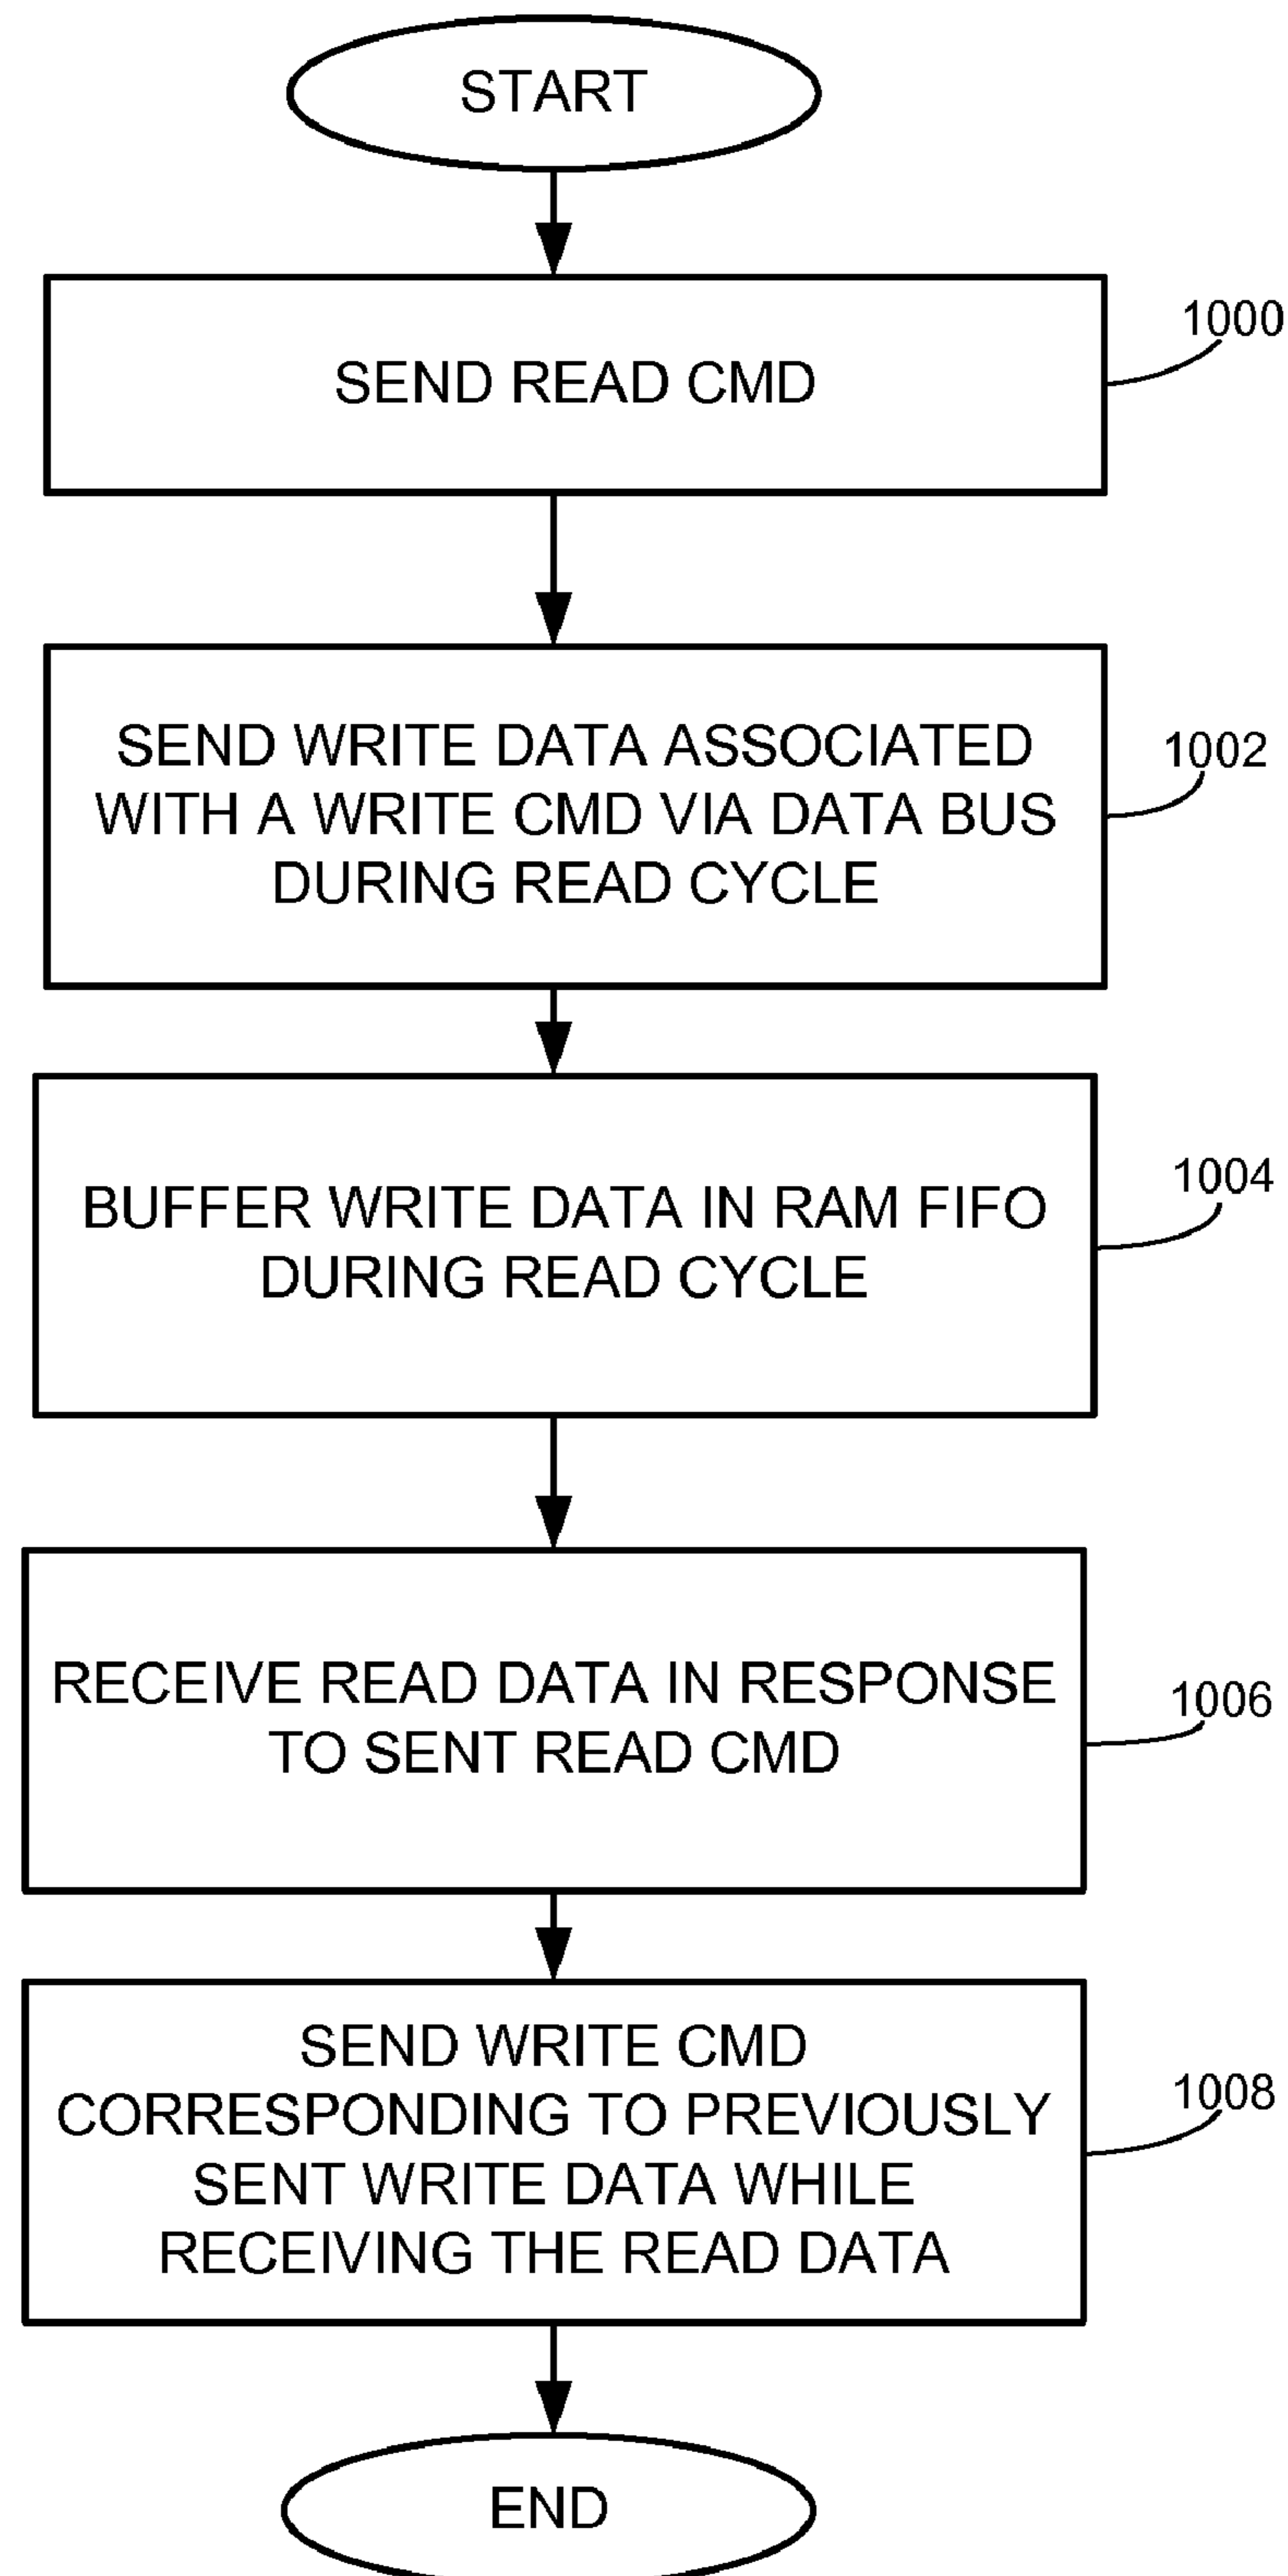 START
SEND READ CMD
1000
SEND WRITE DATA ASSOCIATED
WITH A WRITE CMD VIA DATA BUS
DURING READ CYCLE
1002
BUFFER WRITE DATA IN RAM FIFO
DURING READ CYCLE
1004
RECEIVE READ DATA IN RESPONSE
TO SENT READ CMD
1006
SEND WRITE CMD
CORRESPONDING TO PREVIOUSLY
SENT WRITE DATA WHILE
RECEIVING THE READ DATA
1008
END